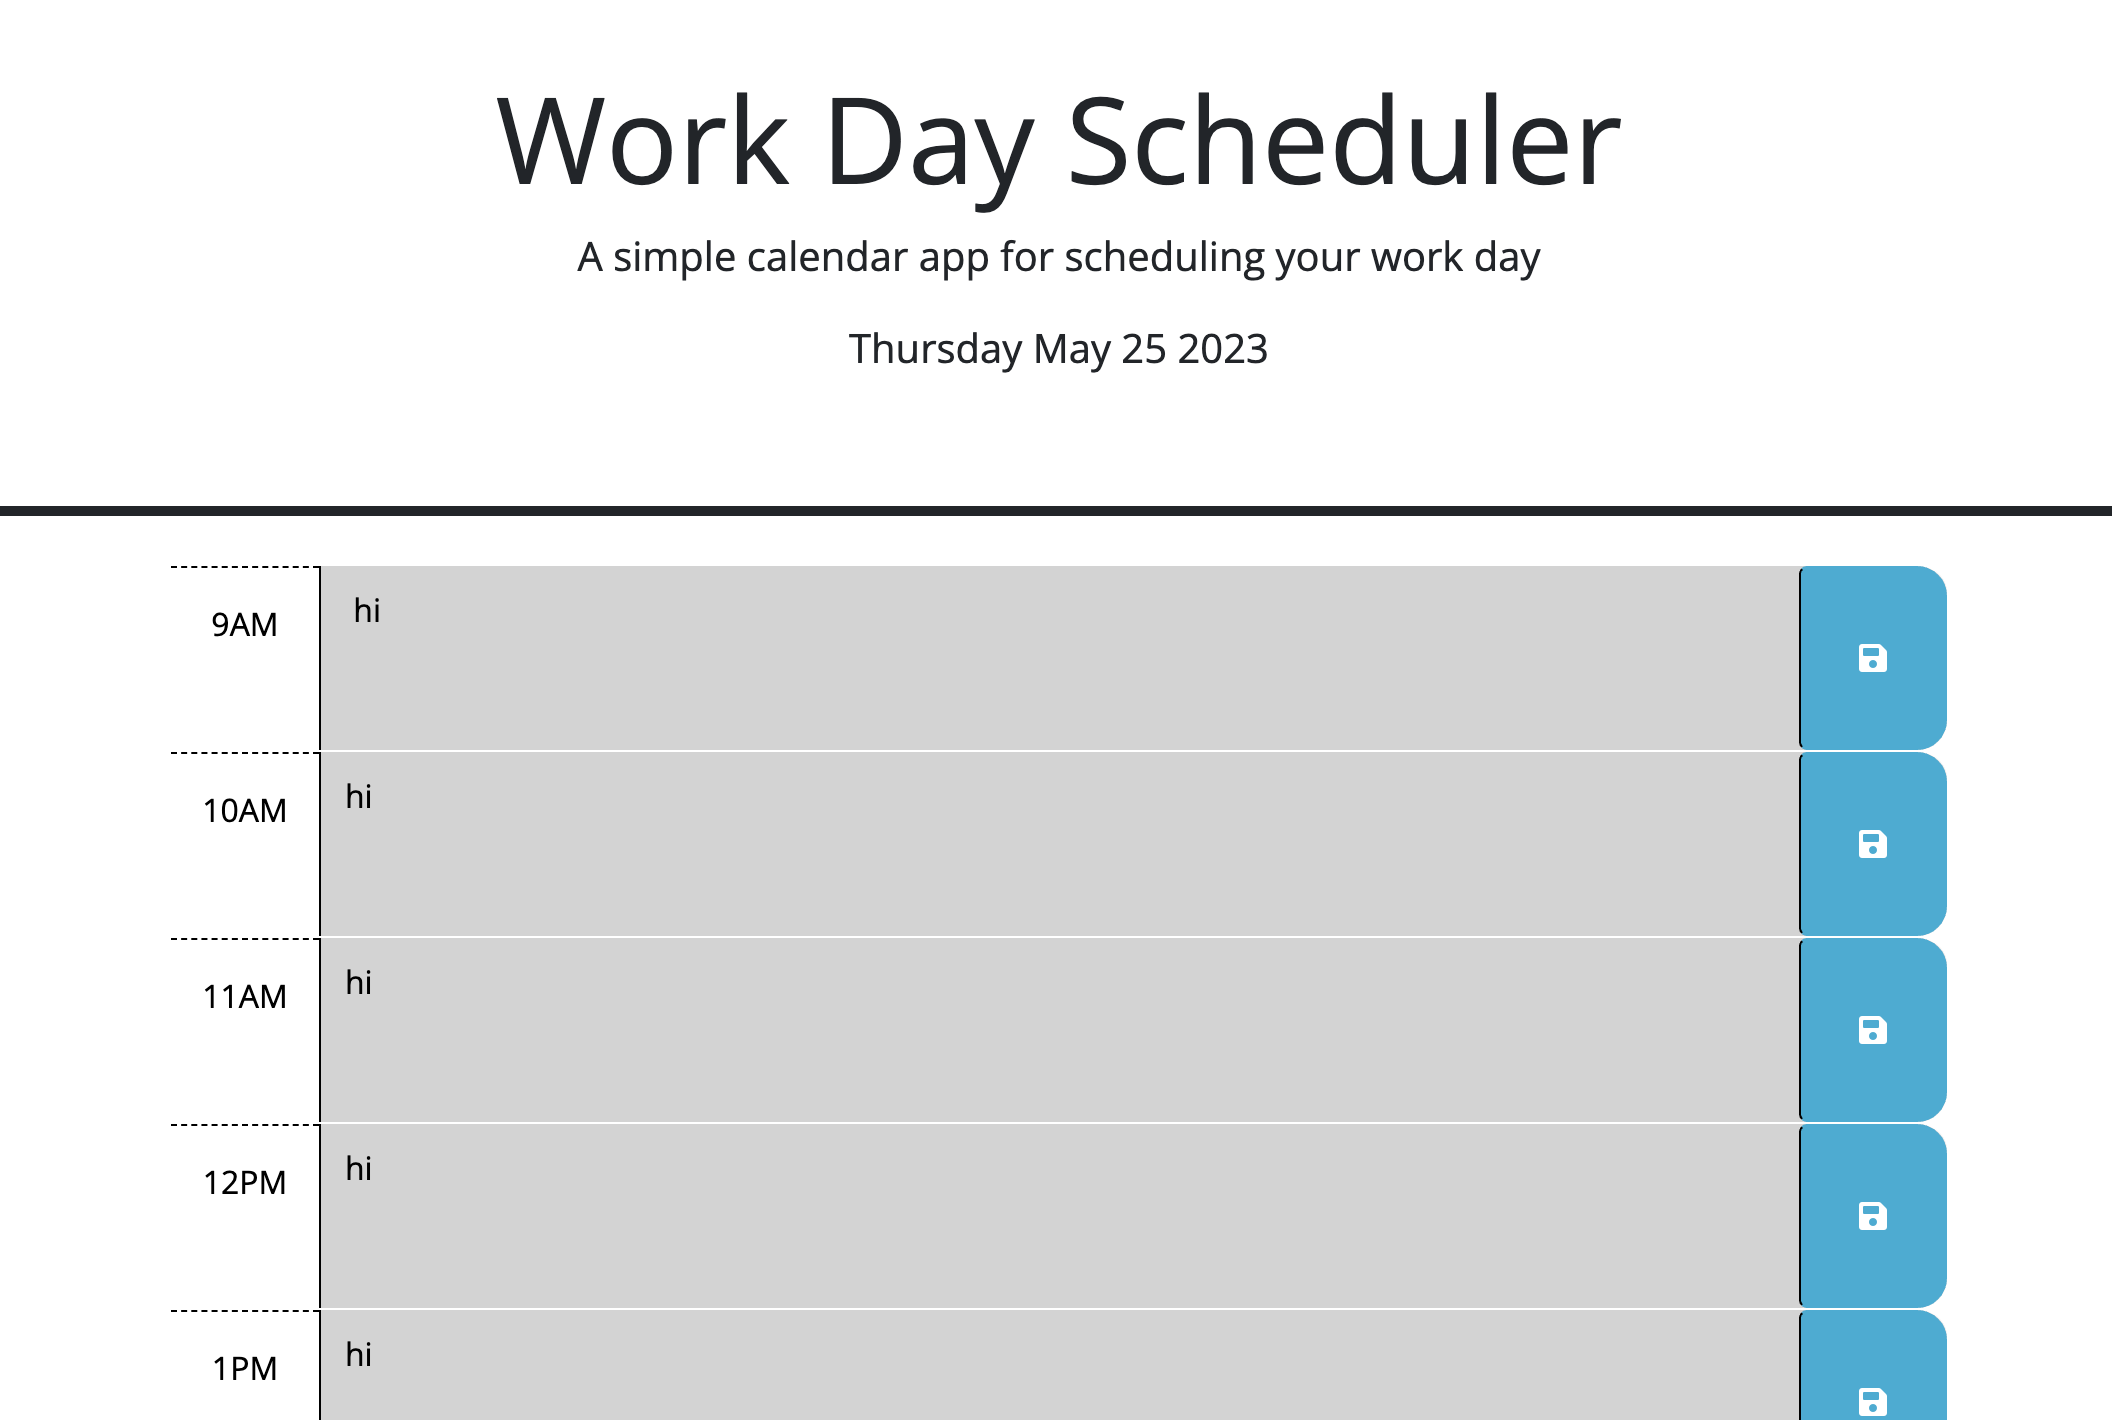 Work Day Scheduler
A simple calendar app for scheduling your work day
Thursday May 25 2023
9AM
hi
10AM
hi
11AM
hi
12PM
hi
1PM
hi